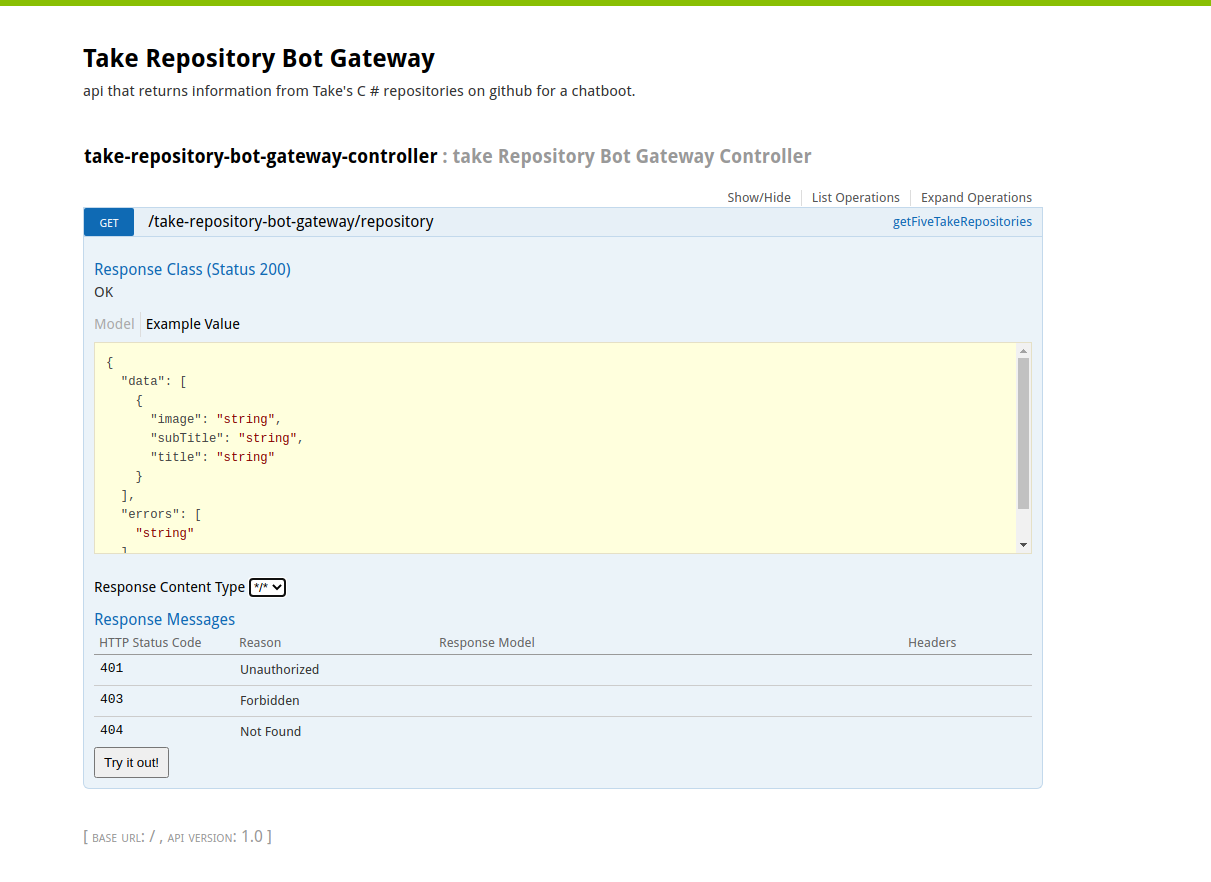 Take Repository Bot Gateway
api that returns information from Take's C # repositories on github for a chatboot.
take-repository-bot-gateway-controller : take Repository Bot Gateway Controller
Show/Hide List Operations Expand Operations
GET /take-repository-bot-gateway/repository getFiveTakeRepositories
Response Class (Status 200)
OK
Model Example Value
{
  "data": [
    {
      "image": "string",
      "subTitle": "string",
      "title": "string"
    }
  ],
  "errors": [
    "string"
  ]
Response Content Type */*
Response Messages
HTTP Status Code Reason Response Model Headers
401 Unauthorized
403 Forbidden
404 Not Found
Try it out!
[ BASE URL: / , API VERSION: 1.0 ]